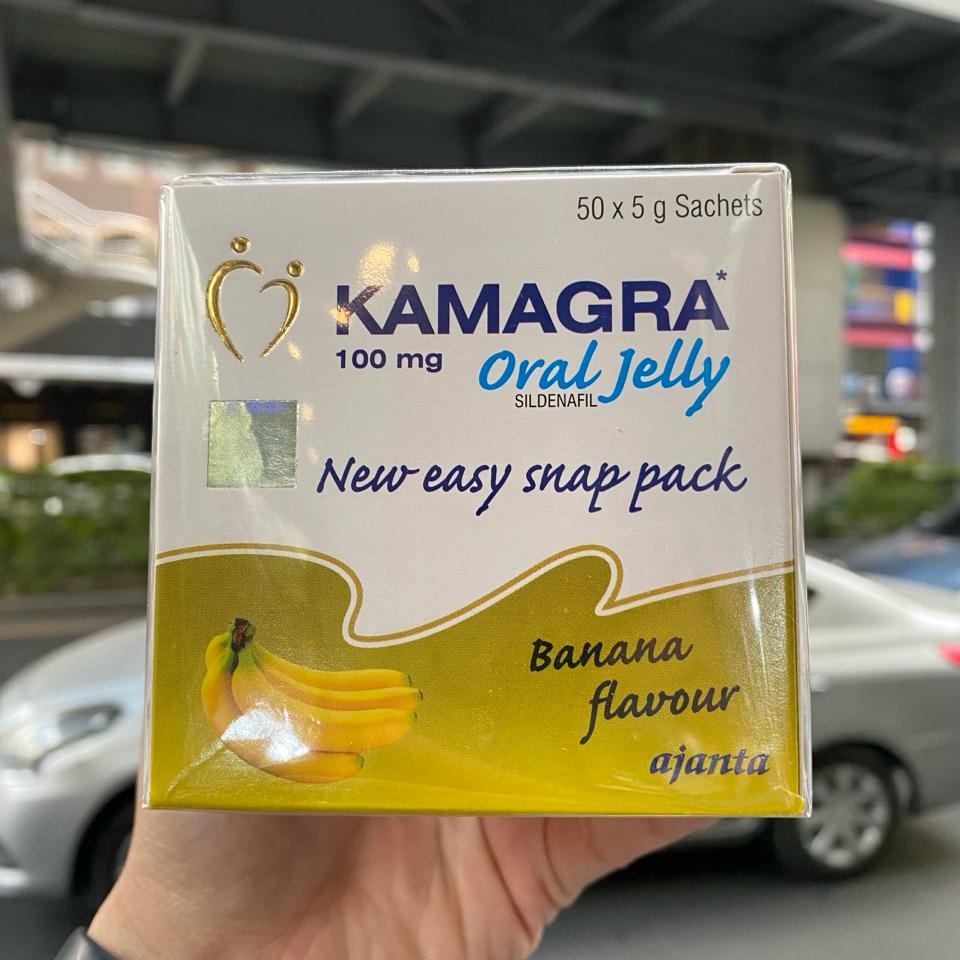 50 x 5 g Sachets
KAMAGRA*
100 mg
Oral Jelly
SILDENAFIL
New easy snap pack
Banana
flavour
ajanta